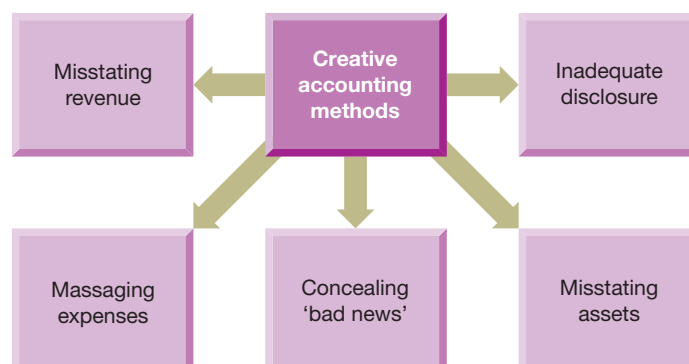 Misstating
revenue
Creative
accounting
methods
Inadequate
disclosure
Massaging
expenses
Concealing
‘bad news’
Misstating
assets